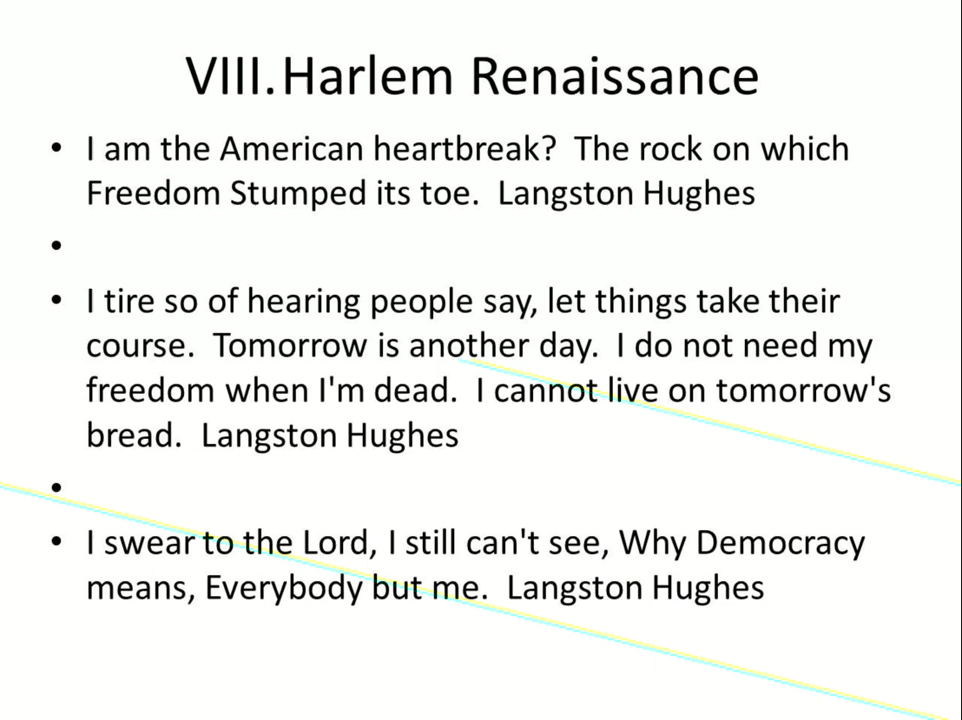 VIII. Harlem Renaissance
• I am the American heartbreak?  The rock on which
Freedom Stumped its toe.  Langston Hughes
•
• I tire so of hearing people say, let things take their
course.  Tomorrow is another day.  I do not need my
freedom when I'm dead.  I cannot live on tomorrow's
bread.  Langston Hughes
•
• I swear to the Lord, I still can't see, Why Democracy
means, Everybody but me.  Langston Hughes